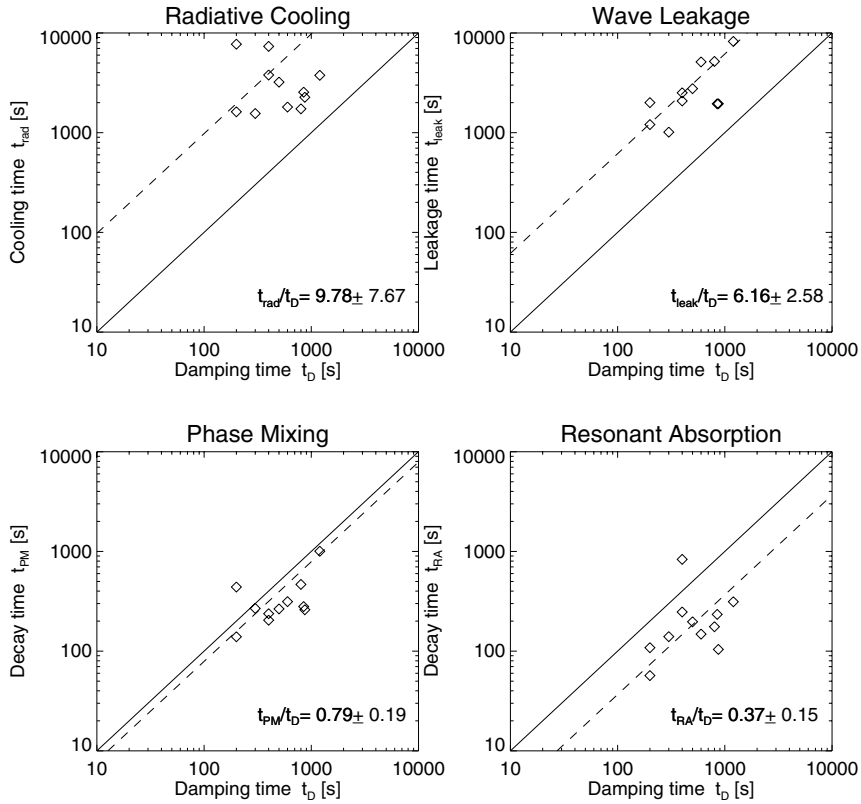 Radiative Cooling
10000
1000
100
10
Cooling time t_rad [s]
t_rad/t_D= 9.78± 7.67
10 100 1000 10000
Damping time t_D [s]
Wave Leakage
10000
1000
100
10
Leakage time t_leak [s]
t_leak/t_D= 6.16± 2.58
10 100 1000 10000
Damping time t_D [s]
Phase Mixing
10000
1000
100
10
Decay time t_PM [s]
t_PM/t_D= 0.79± 0.19
10 100 1000 10000
Damping time t_D [s]
Resonant Absorption
10000
1000
100
10
Decay time t_RA [s]
t_RA/t_D= 0.37± 0.15
10 100 1000 10000
Damping time t_D [s]